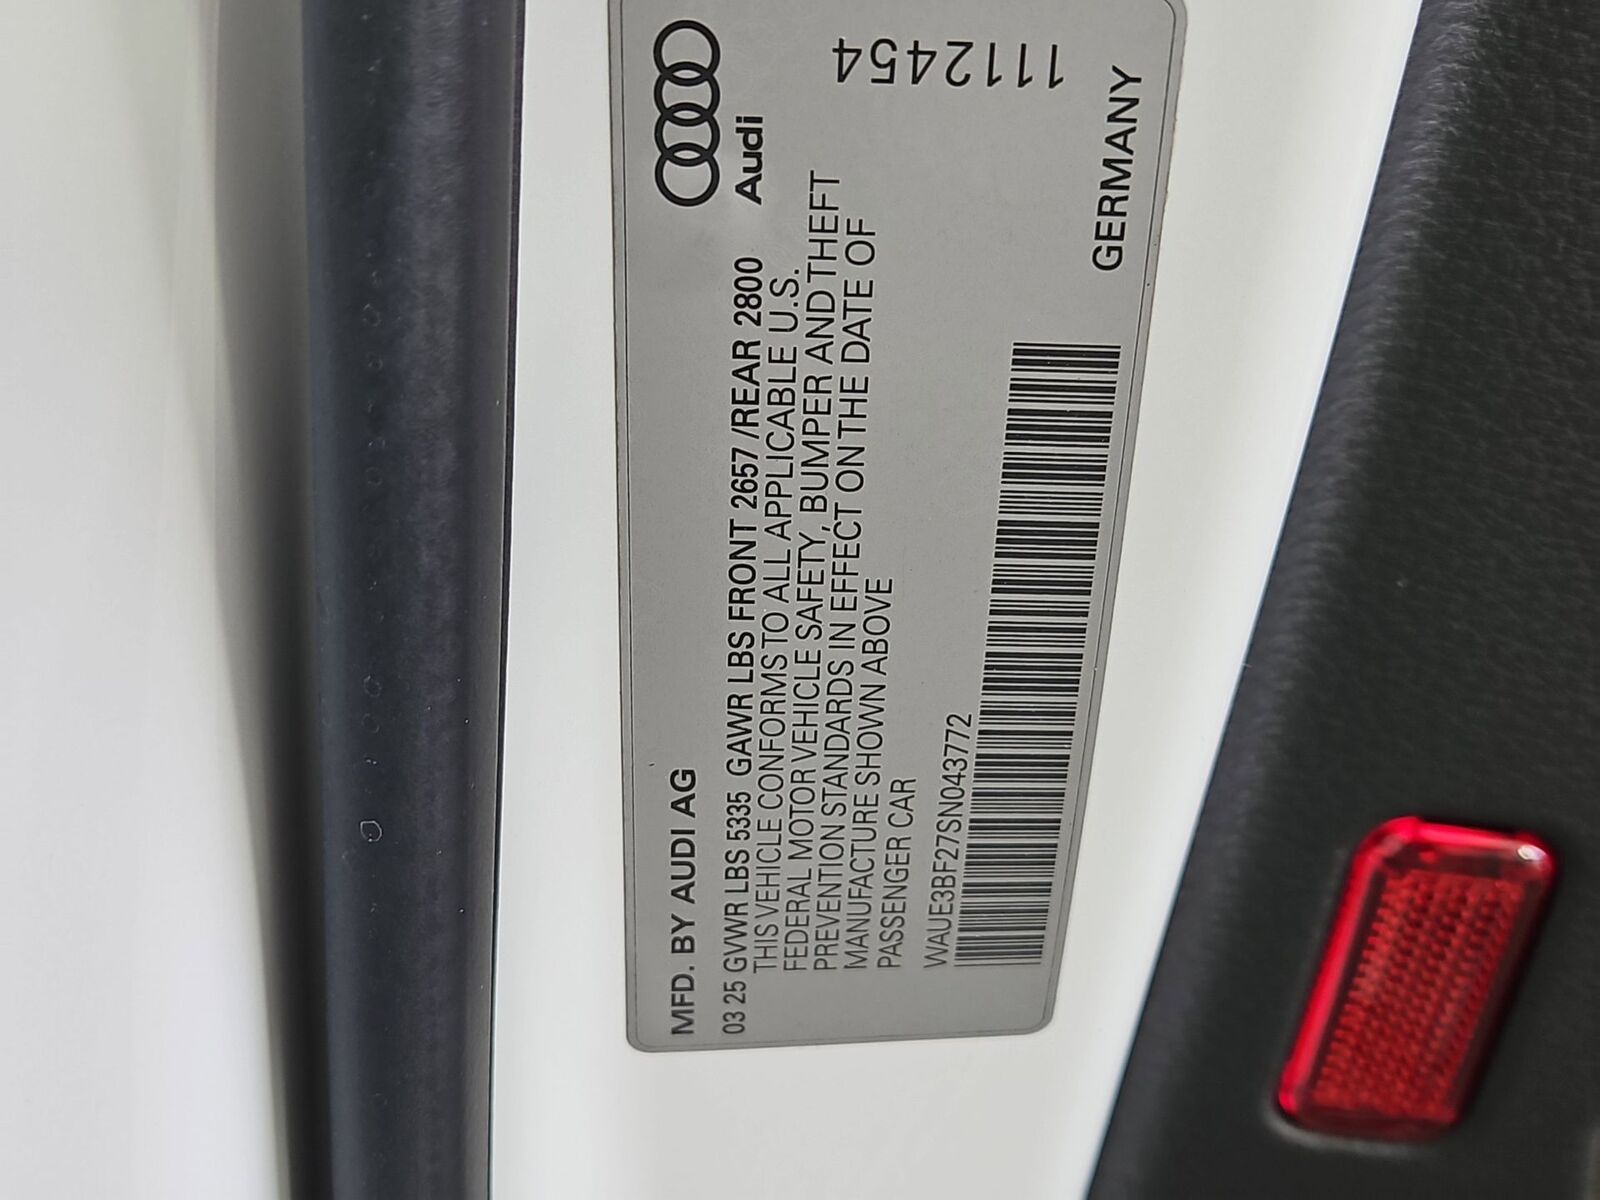 MFD. BY AUDI AG
Audi
03 25 GVWR LBS 5335 GAWR LBS FRONT 2657 /REAR 2800
THIS VEHICLE CONFORMS TO ALL APPLICABLE U.S.
FEDERAL MOTOR VEHICLE SAFETY, BUMPER AND THEFT
PREVENTION STANDARDS IN EFFECT ON THE DATE OF
MANUFACTURE SHOWN ABOVE
PASSENGER CAR
WAUE3BF27SN043772
1112454
GERMANY